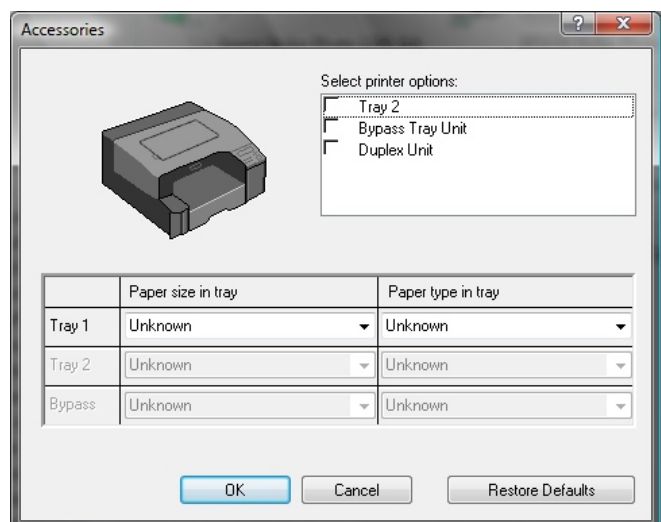 Accessories
?
X
Select printer options:
Tray 2
Bypass Tray Unit
Duplex Unit
Paper size in tray Paper type in tray
Tray 1 Unknown Unknown
Tray 2 Unknown Unknown
Bypass Unknown Unknown
OK Cancel Restore Defaults